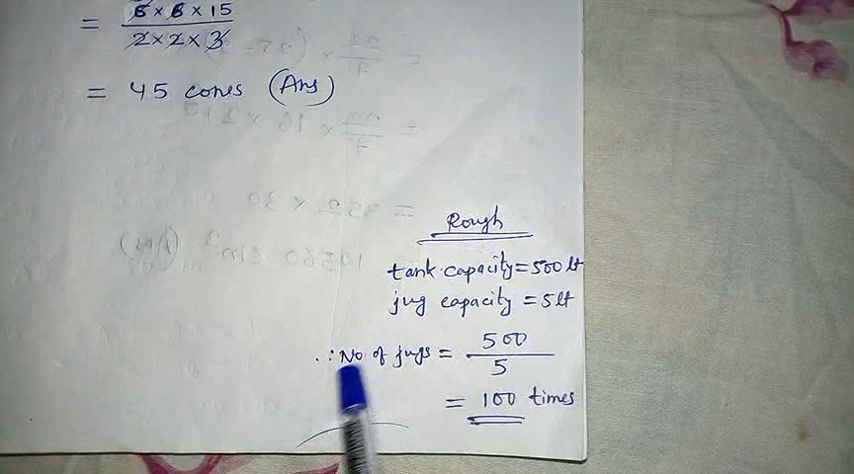 = 6 × 6 × 15 / 2 × 2 × 3
= 45 cones (Ans)
Rough
tank capacity = 500 lt
jug capacity = 5 lt
∴ No of jugs = 500 / 5
= 100 times